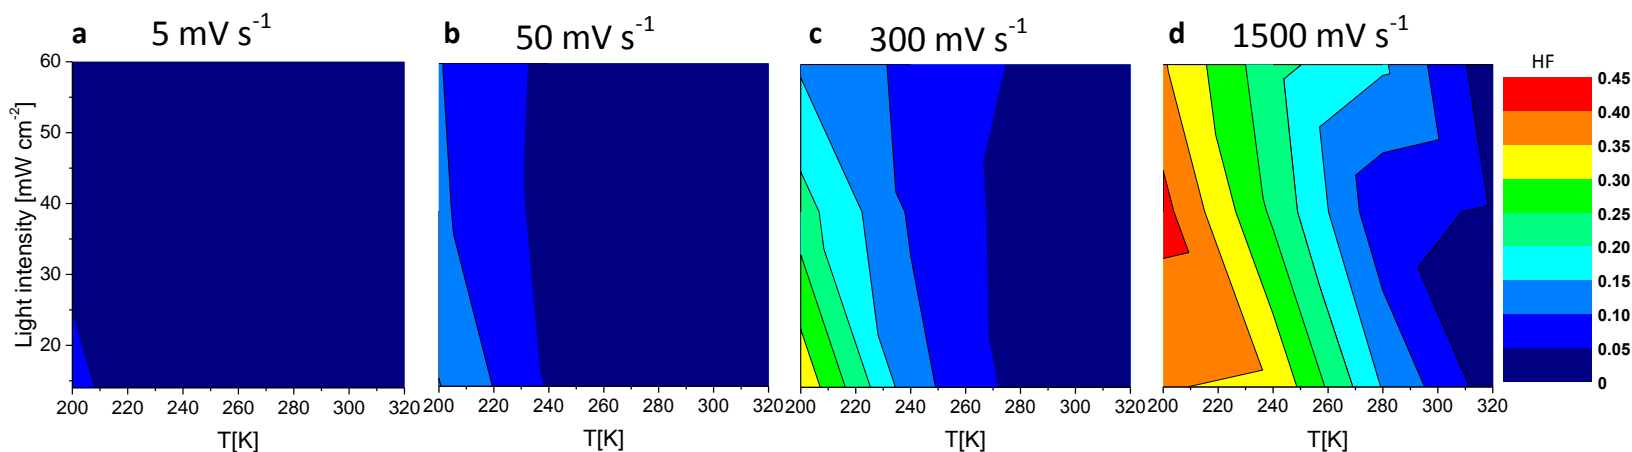 a 5 mV s⁻¹
b 50 mV s⁻¹
c 300 mV s⁻¹
d 1500 mV s⁻¹
Light intensity [mW cm⁻²]
60
50
40
30
20
200 220 240 260 280 300 320
T[K]
200 220 240 260 280 300 320
T[K]
200 220 240 260 280 300 320
T[K]
200 220 240 260 280 300 320
T[K]
HF
0.45
0.40
0.35
0.30
0.25
0.20
0.15
0.10
0.05
0